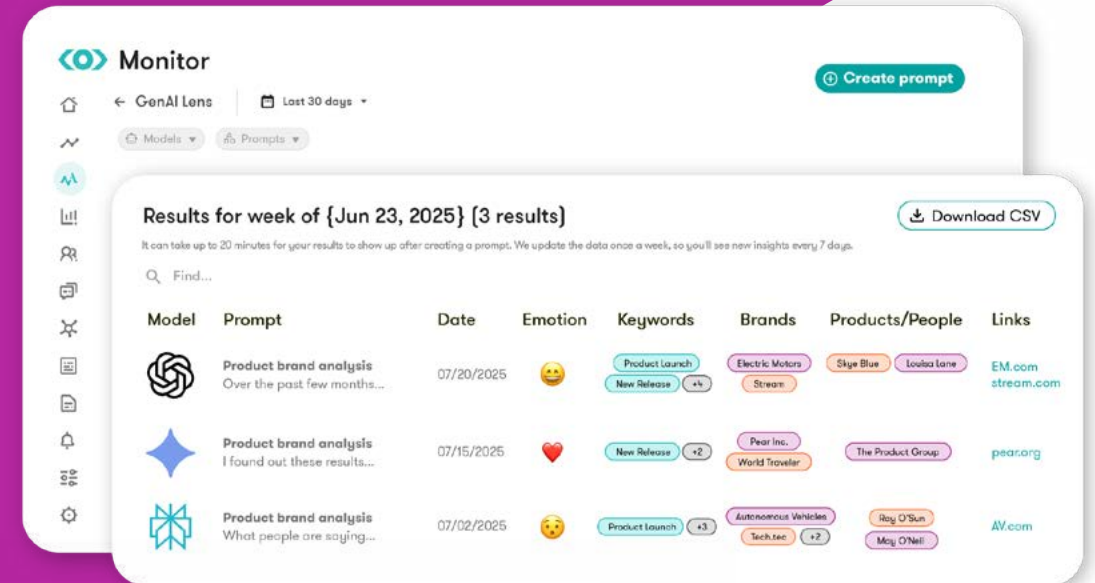 Monitor
Create prompt
GenAI Lens
Last 30 days
Models
Prompts
Results for week of {Jun 23, 2025} (3 results)
Download CSV
It can take up to 20 minutes for your results to show up after creating a prompt. We update the data once a week, so you'll see new insights every 7 days.
Find...
Model Prompt Date Emotion Keywords Brands Products/People Links
Product brand analysis
Over the past few months...
07/20/2025
Product Launch
New Release +4
Electric Motors
Stream
Skye Blue Louisa Lane
EM.com
stream.com
Product brand analysis
I found out these results...
07/15/2025
New Release +2
Pear Inc.
World Traveler
The Product Group
pear.org
Product brand analysis
What people are saying...
07/02/2025
Product Launch +3
Autonomous Vehicles
Tech.tec +2
Ray O'Sun
May O'Neil
AV.com